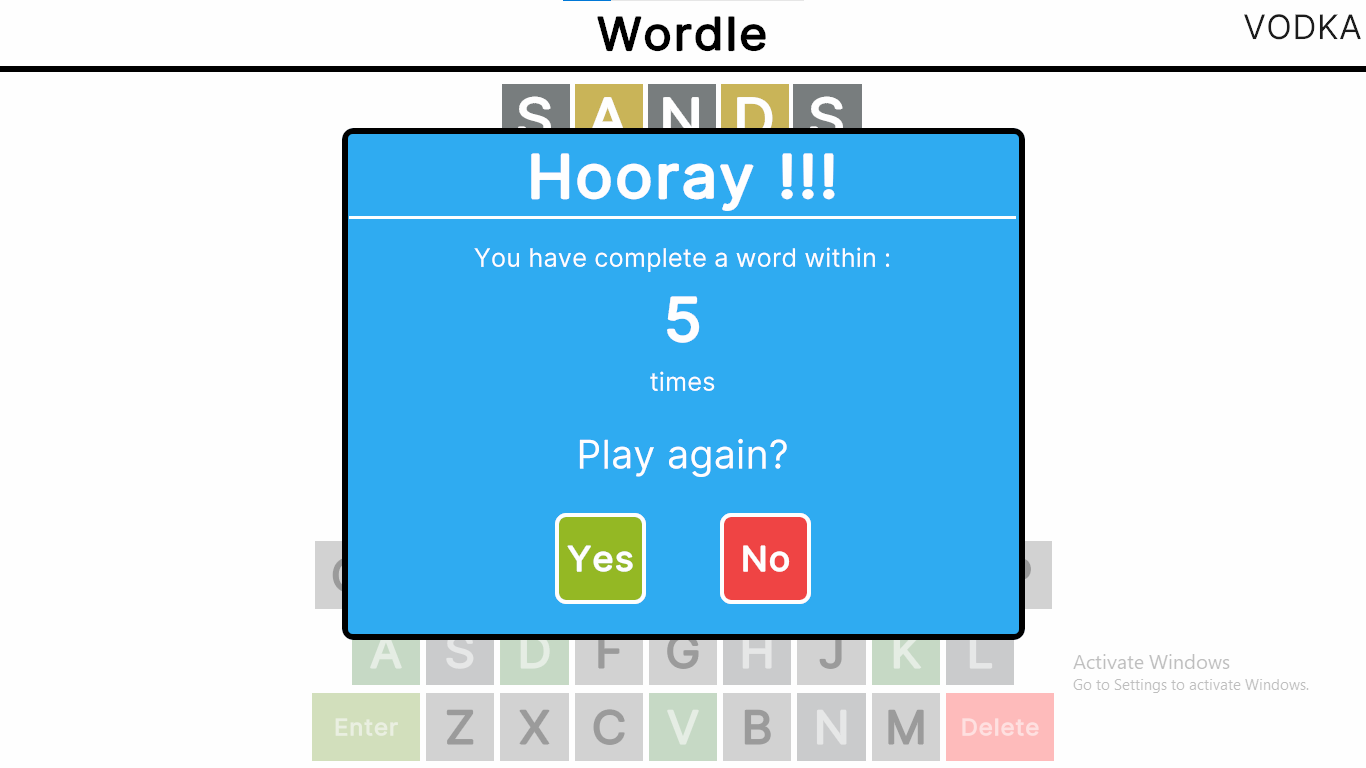 Wordle
VODKA
S A N D S
Hooray !!!
You have complete a word within :
5
times
Play again?
Yes No
A S D F G H J K L
Activate Windows
Go to Settings to activate Windows.
Enter Z X C V B N M Delete